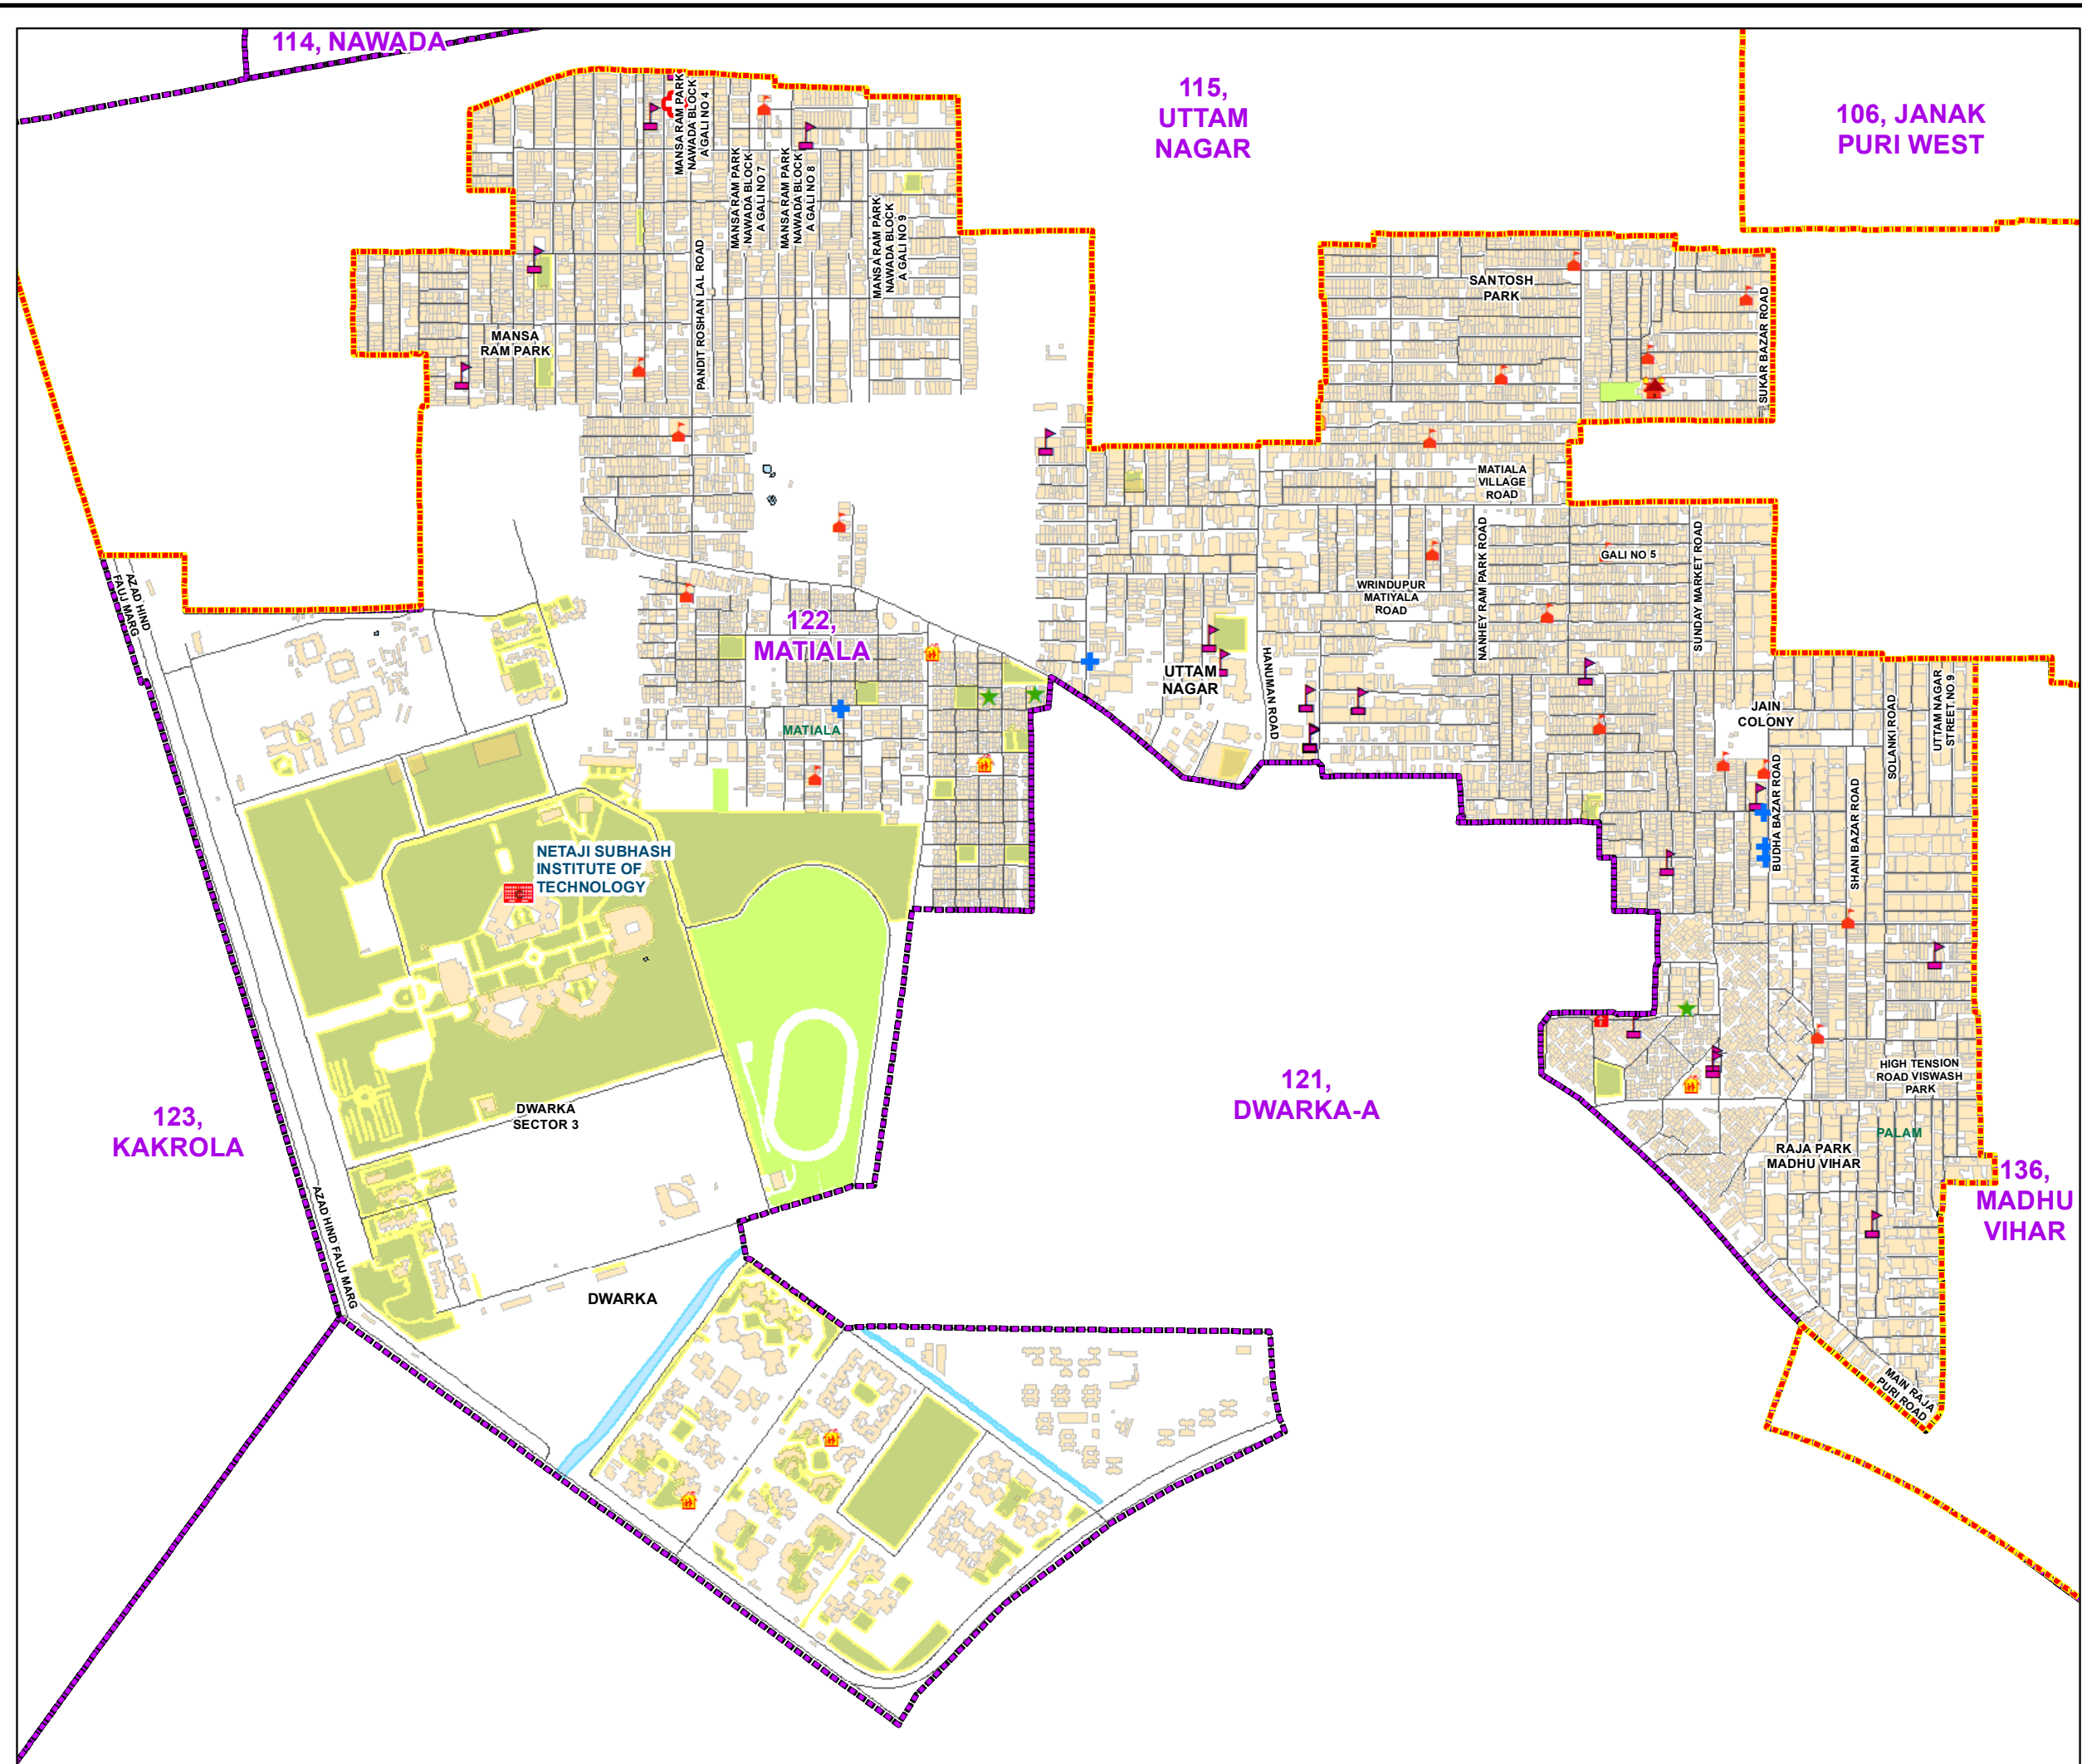 114, NAWADA
115,
UTTAM
NAGAR
106, JANAK
PURI WEST
MANSA RAM PARK
NAWADA BLOCK
A GALI NO 4
MANSA RAM PARK
NAWADA BLOCK
A GALI NO 7
MANSA RAM PARK
NAWADA BLOCK
A GALI NO 8
MANSA RAM PARK
NAWADA BLOCK
A GALI NO 9
PANDIT ROSHAN LAL ROAD
MANSA
RAM PARK
SANTOSH
PARK
SUKAR BAZAR ROAD
MATIALA
VILLAGE
ROAD
GALI NO 5
NANHEY RAM PARK ROAD
SUNDAY MARKET ROAD
WRINDUPUR
MATIYALA
ROAD
AZAD HIND
FAUJ MARG
122,
MATIALA
MATIALA
UTTAM
NAGAR
HANUMAN ROAD
JAIN
COLONY
SOLANKI ROAD
UTTAM NAGAR
STREET NO 9
BUDHA BAZAR ROAD
SHANI BAZAR ROAD
NETAJI SUBHASH
INSTITUTE OF
TECHNOLOGY
DWARKA
SECTOR 3
123,
KAKROLA
121,
DWARKA-A
HIGH TENSION
ROAD VISWASH
PARK
PALAM
RAJA PARK
MADHU VIHAR
136,
MADHU
VIHAR
AZAD HIND FAUJ MARG
DWARKA
MAIN RAJA
PURI ROAD